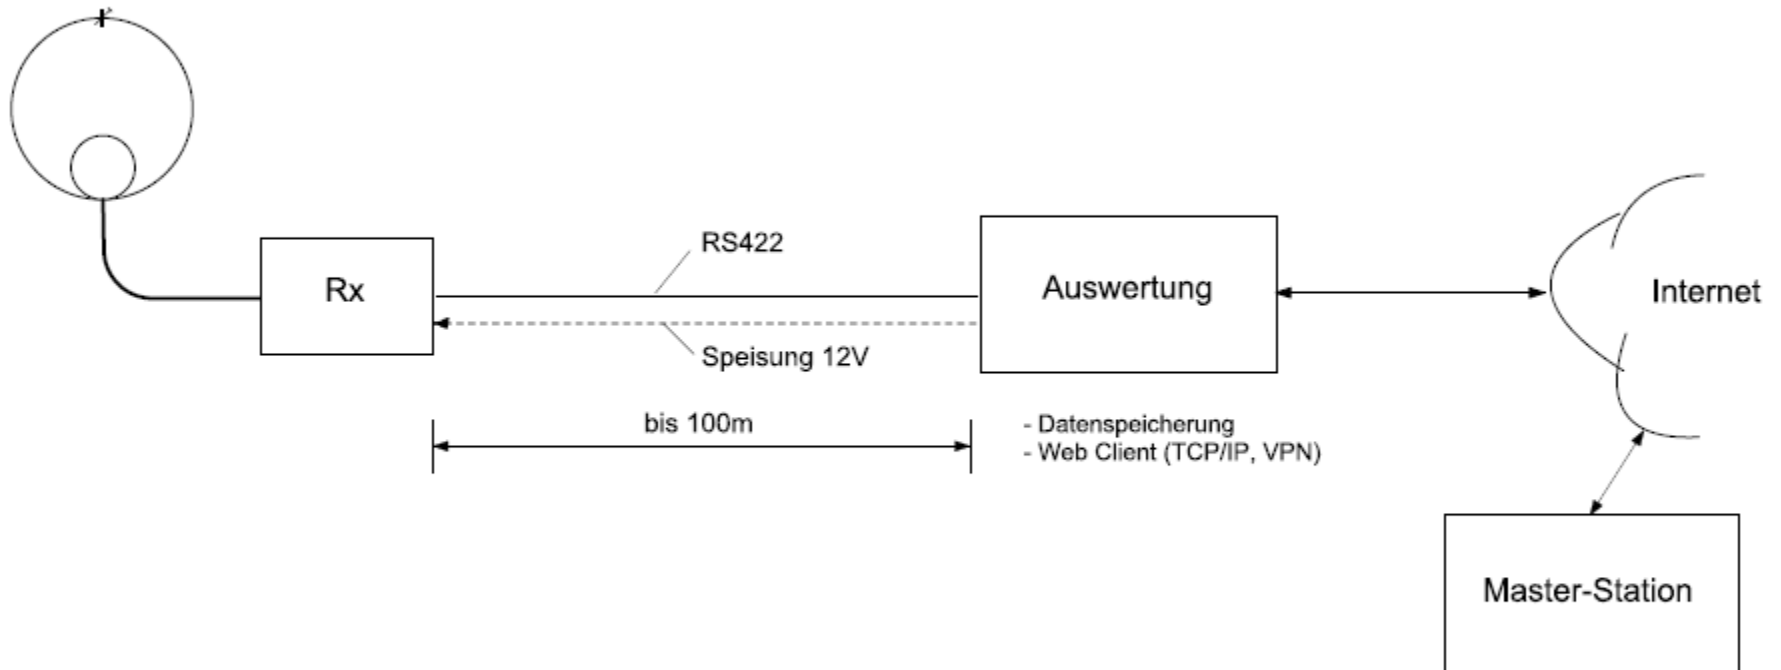 RS422
Rx
Auswertung
Internet
Speisung 12V
bis 100m
- Datenspeicherung
- Web Client (TCP/IP, VPN)
Master-Station